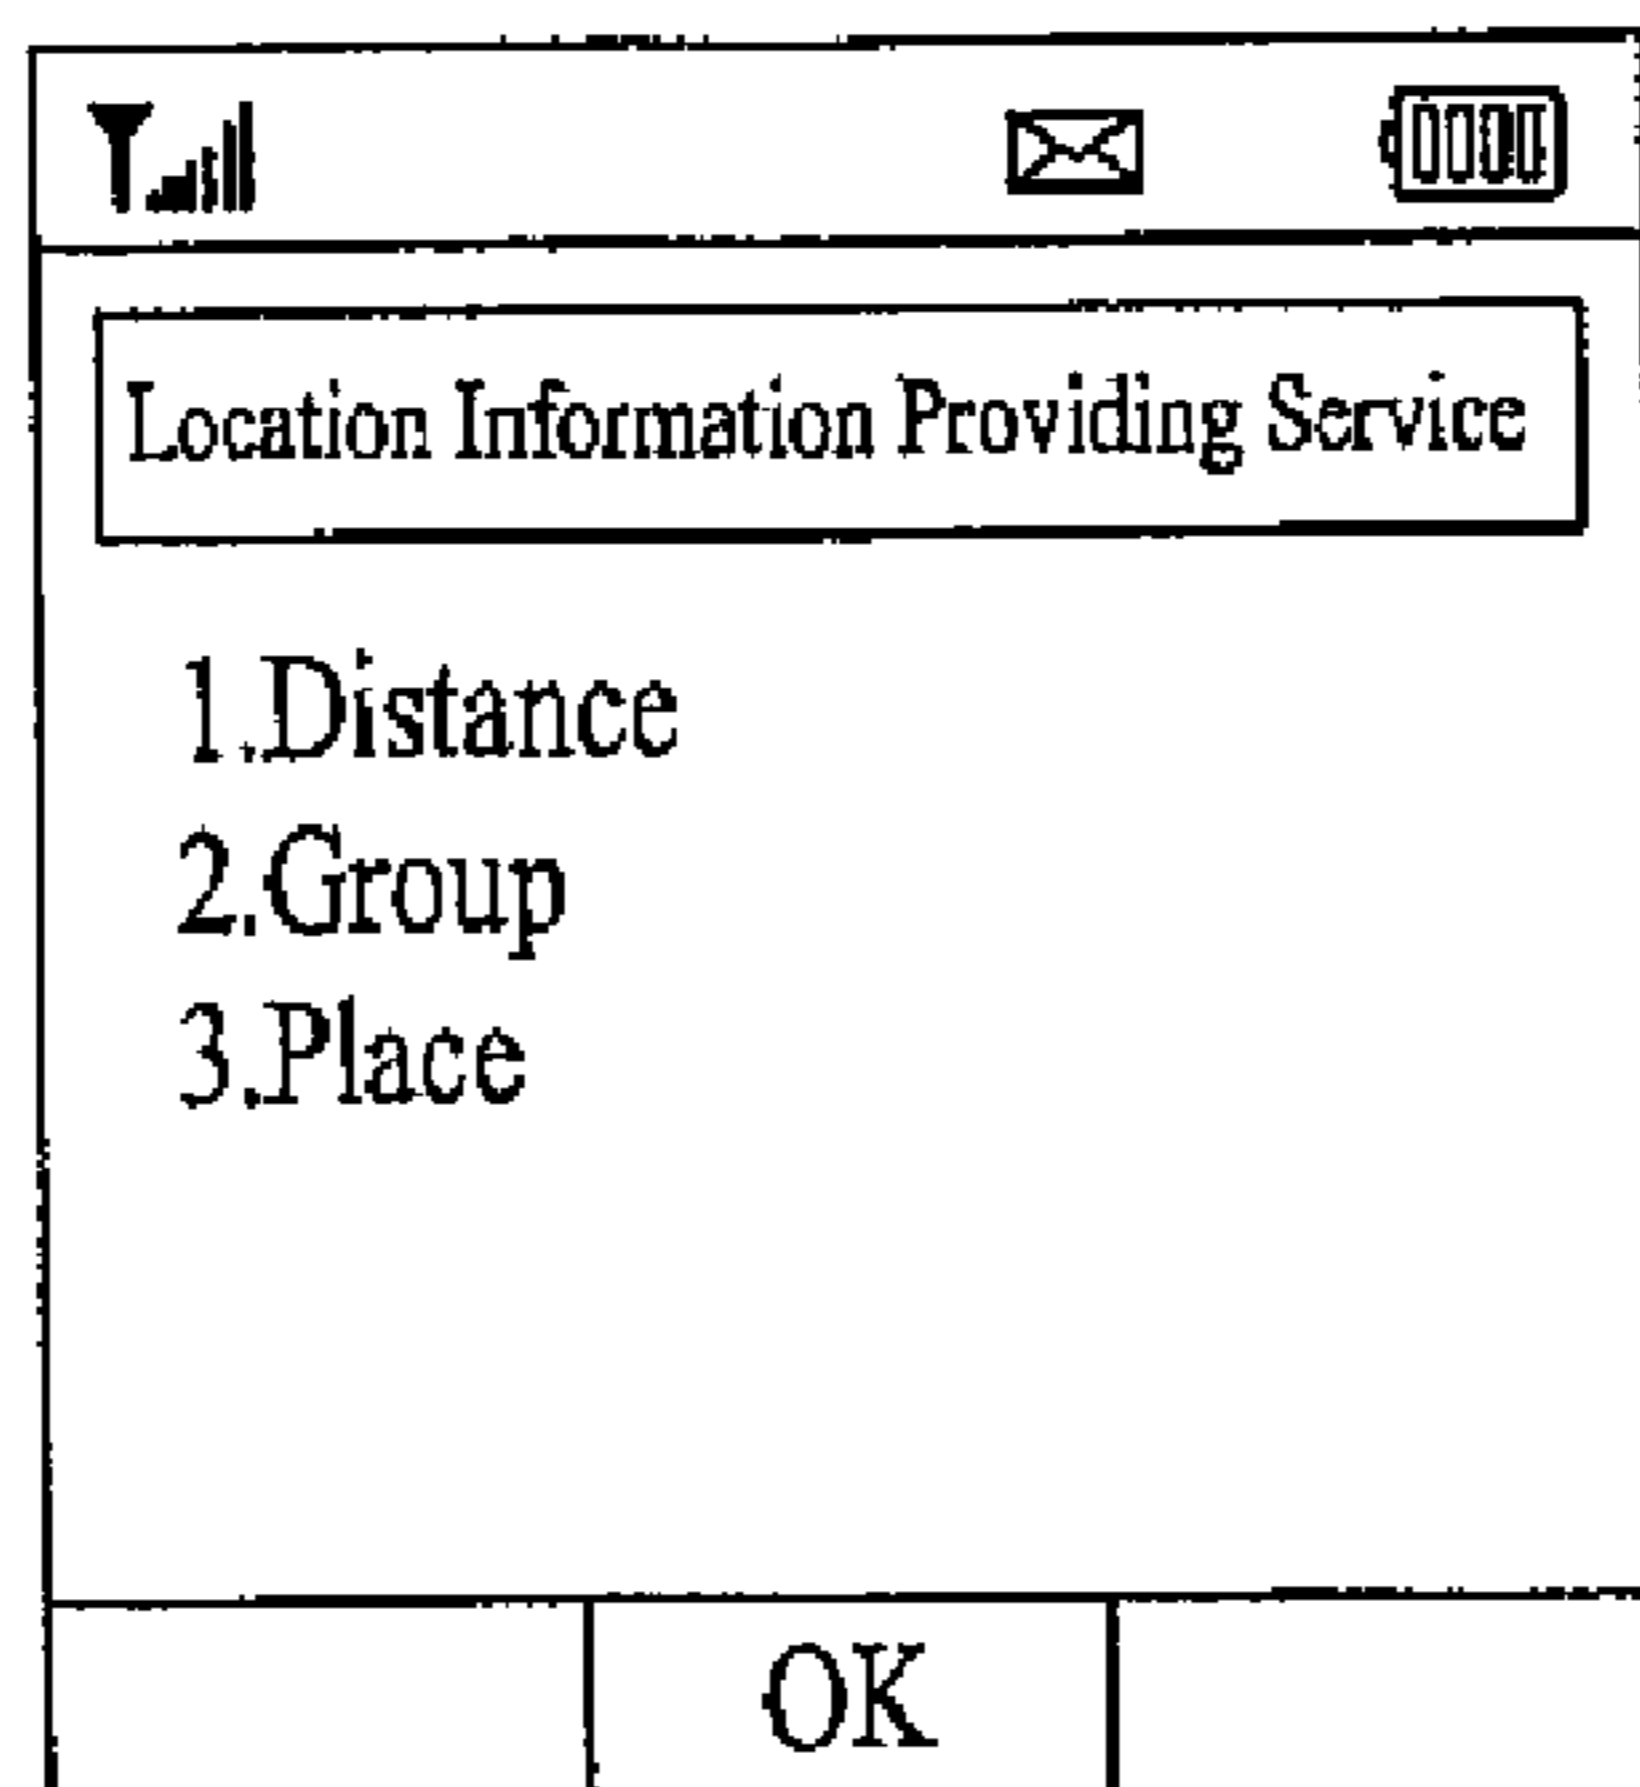 Location Information Providing Service
1.Distance
2.Group
3.Place
OK